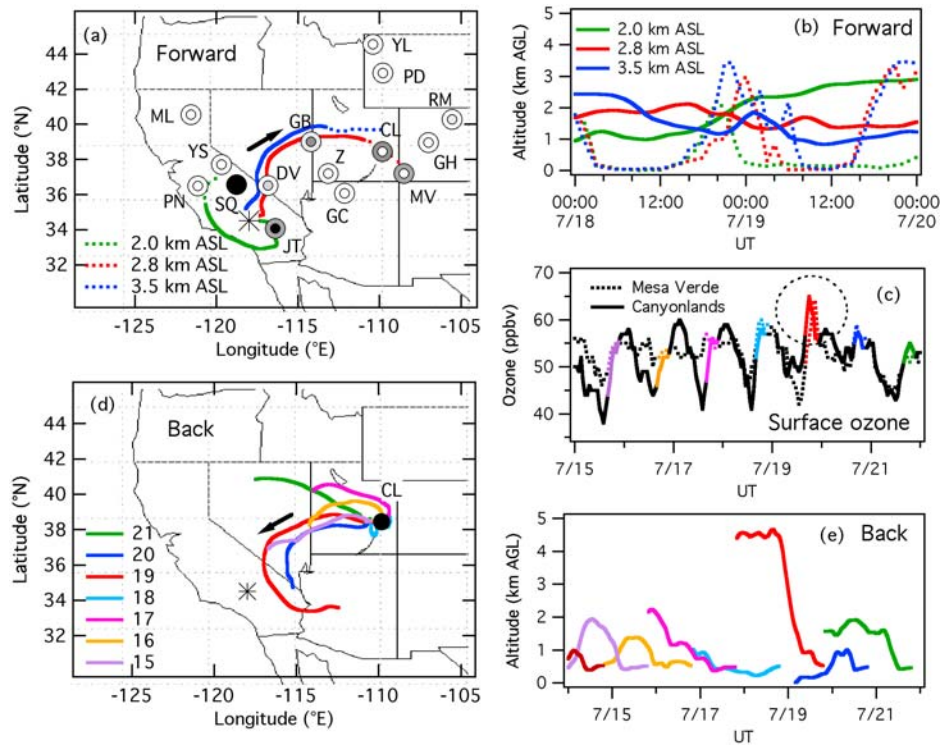 (a)
Forward
YL
PD
RM
ML
GB
CL
YS
DV
Z
GH
PN
SQ
GC
MV
JT
2.0 km ASL
2.8 km ASL
3.5 km ASL
44
42
40
38
36
34
32
Latitude (°N)
-125
-120
-115
-110
-105
Longitude (°E)
(b) Forward
2.0 km ASL
2.8 km ASL
3.5 km ASL
5
4
3
2
1
0
Altitude (km AGL)
00:00 12:00 00:00 12:00 00:00
7/18 7/19 7/20
UT
(c)
Mesa Verde
Canyonlands
Surface ozone
70
60
50
40
Ozone (ppbv)
7/15 7/17 7/19 7/21
UT
(d)
Back
CL
21
20
19
18
17
16
15
44
42
40
38
36
34
32
Latitude (°N)
-125 -120 -115 -110 -105
Longitude (°E)
(e) Back
5
4
3
2
1
0
Altitude (km AGL)
7/15 7/17 7/19 7/21
UT